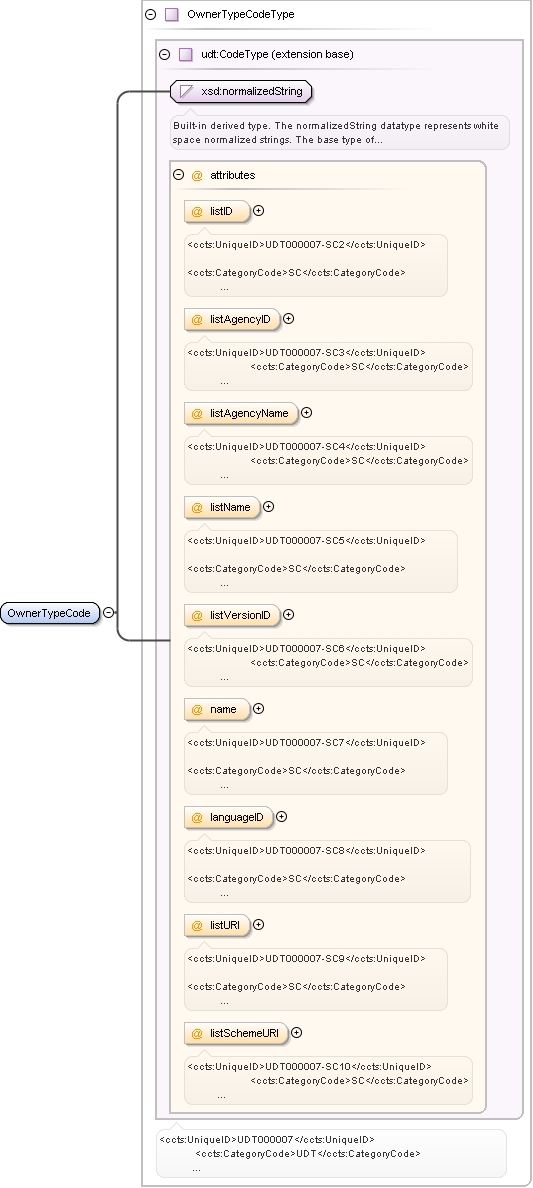 OwnerTypeCodeType
udt:CodeType (extension base)
xsd:normalizedString
Built-in derived type. The normalizedString datatype represents white
space normalized strings. The base type of...
@ attributes
@ listID
<ccts:UniqueID>UDT000007-SC2</ccts:UniqueID>
<ccts:CategoryCode>SC</ccts:CategoryCode>
...
@ listAgencyID
<ccts:UniqueID>UDT000007-SC3</ccts:UniqueID>
<ccts:CategoryCode>SC</ccts:CategoryCode>
...
@ listAgencyName
<ccts:UniqueID>UDT000007-SC4</ccts:UniqueID>
<ccts:CategoryCode>SC</ccts:CategoryCode>
...
@ listName
<ccts:UniqueID>UDT000007-SC5</ccts:UniqueID>
<ccts:CategoryCode>SC</ccts:CategoryCode>
...
OwnerTypeCode
@ listVersionID
<ccts:UniqueID>UDT000007-SC6</ccts:UniqueID>
<ccts:CategoryCode>SC</ccts:CategoryCode>
...
@ name
<ccts:UniqueID>UDT000007-SC7</ccts:UniqueID>
<ccts:CategoryCode>SC</ccts:CategoryCode>
...
@ languageID
<ccts:UniqueID>UDT000007-SC8</ccts:UniqueID>
<ccts:CategoryCode>SC</ccts:CategoryCode>
...
@ listURI
<ccts:UniqueID>UDT000007-SC9</ccts:UniqueID>
<ccts:CategoryCode>SC</ccts:CategoryCode>
...
@ listSchemeURI
<ccts:UniqueID>UDT000007-SC10</ccts:UniqueID>
<ccts:CategoryCode>SC</ccts:CategoryCode>
...
<ccts:UniqueID>UDT000007</ccts:UniqueID>
<ccts:CategoryCode>UDT</ccts:CategoryCode>
...